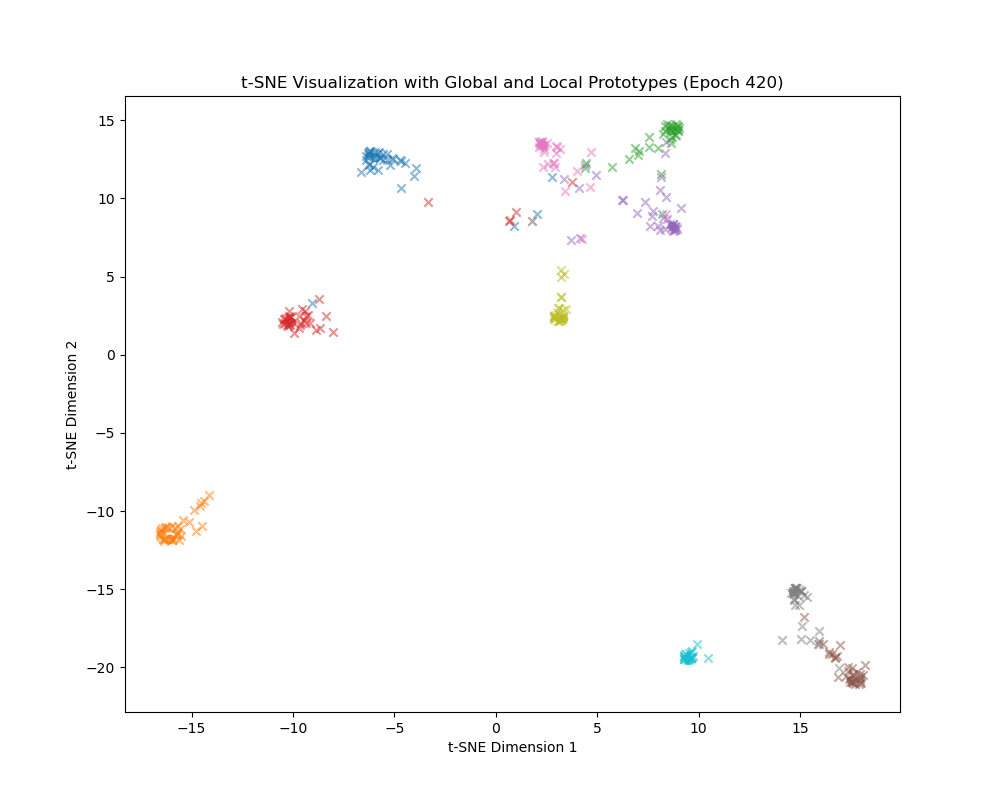 t-SNE Visualization with Global and Local Prototypes (Epoch 420)
15
10
5
0
−5
−10
−15
−20
t-SNE Dimension 2
−15 −10 −5 0 5 10 15
t-SNE Dimension 1